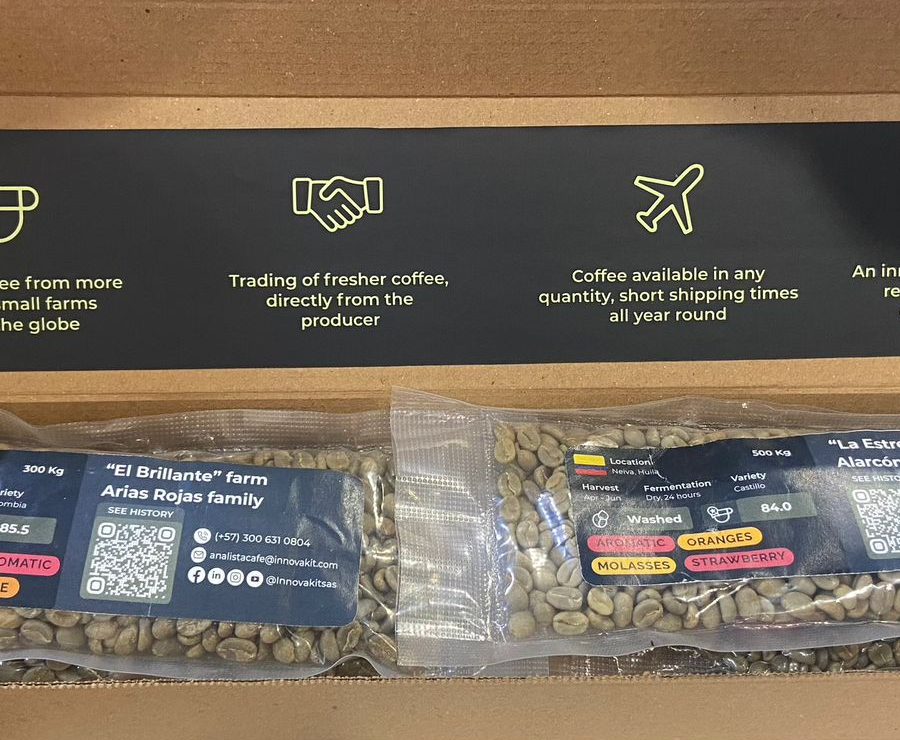 ee from more
small farms
he globe
Trading of fresher coffee,
directly from the
producer
Coffee available in any
quantity, short shipping times
all year round
An in
re
300 Kg
riety
ombia
85.5
OMATIC
E
“El Brillante” farm
Arias Rojas family
SEE HISTORY
(+57) 300 631 0804
analistacafe@innovakit.com
@Innovakitsas
Location
Neiva, Huila
500 Kg
Harvest
Apr - Jun
Fermentation
Dry, 24 hours
Variety
Castillo
Washed
84.0
AROMATIC
ORANGES
MOLASSES
STRAWBERRY
“La Estre
Alarcón
SEE HISTO